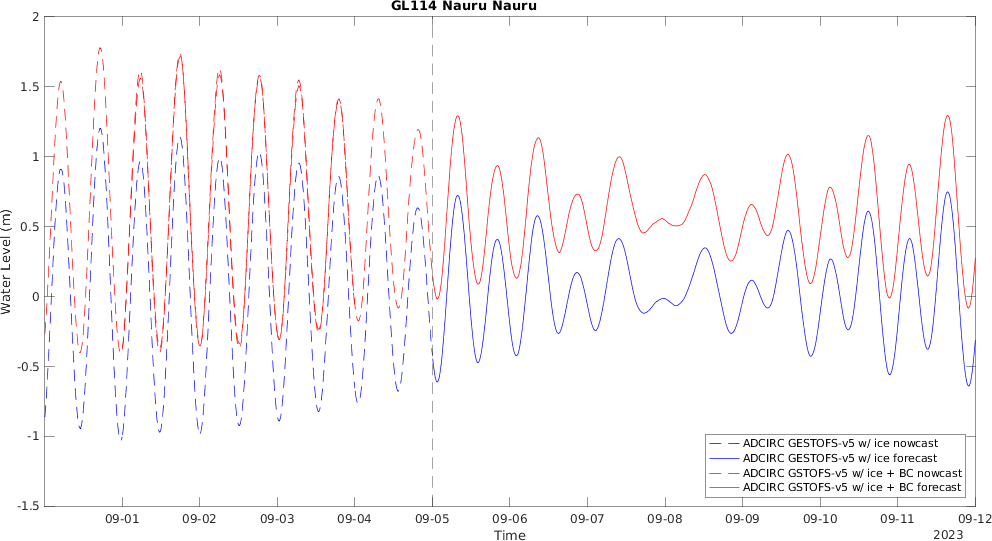 GL114 Nauru Nauru
2
1.5
1
0.5
0
-0.5
-1
-1.5
Water Level (m)
ADCIRC GESTOFS-v5 w/ ice nowcast
ADCIRC GESTOFS-v5 w/ ice forecast
ADCIRC GSTOFS-v5 w/ ice + BC nowcast
ADCIRC GSTOFS-v5 w/ ice + BC forecast
09-01 09-02 09-03 09-04 09-05 09-06 09-07 09-08 09-09 09-10 09-11 09-12
Time
2023